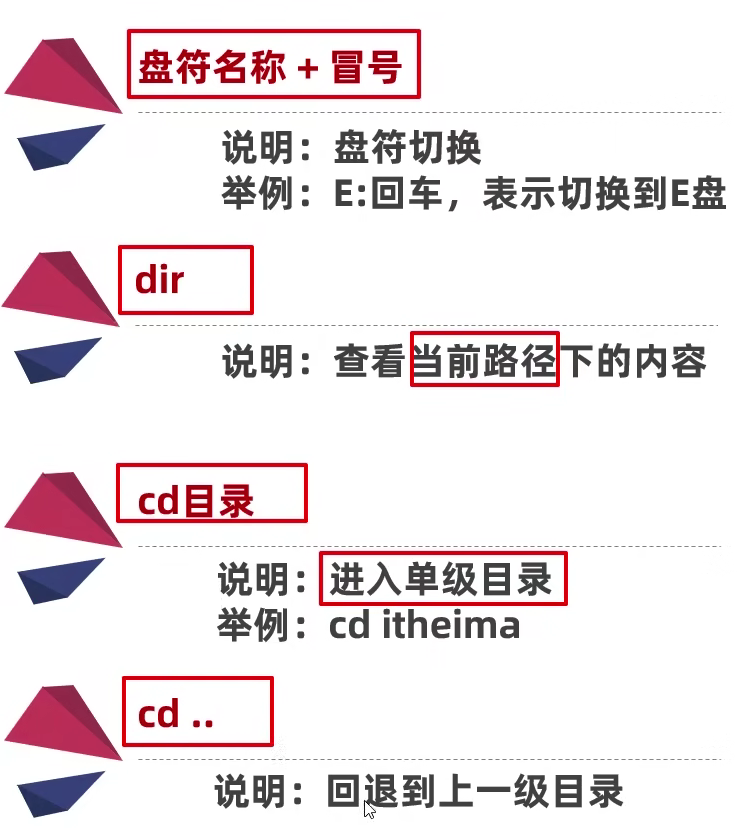 盘符名称 + 冒号
说明：盘符切换
举例：E:回车，表示切换到E盘
dir
说明：查看当前路径下的内容
cd目录
说明：进入单级目录
举例：cd itheima
cd ..
说明：回退到上一级目录